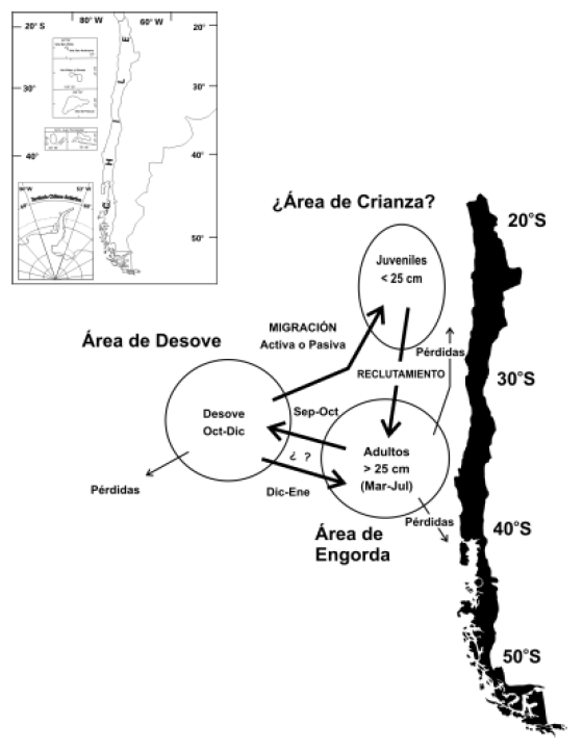 80° W
60° W
20° S
20°
30°
30°
40°
40°
50°
50°
C H I L E
90° W
53° W
Territorio Chileno Antártico
¿Área de Crianza?
20°S
Juveniles
< 25 cm
MIGRACIÓN
Activa o Pasiva
Área de Desove
Pérdidas
RECLUTAMIENTO
30°S
Sep-Oct
Desove
Oct-Dic
Adultos
> 25 cm
(Mar-Jul)
¿ ?
Dic-Ene
Pérdidas
Pérdidas
Área de
Engorda
40°S
50°S